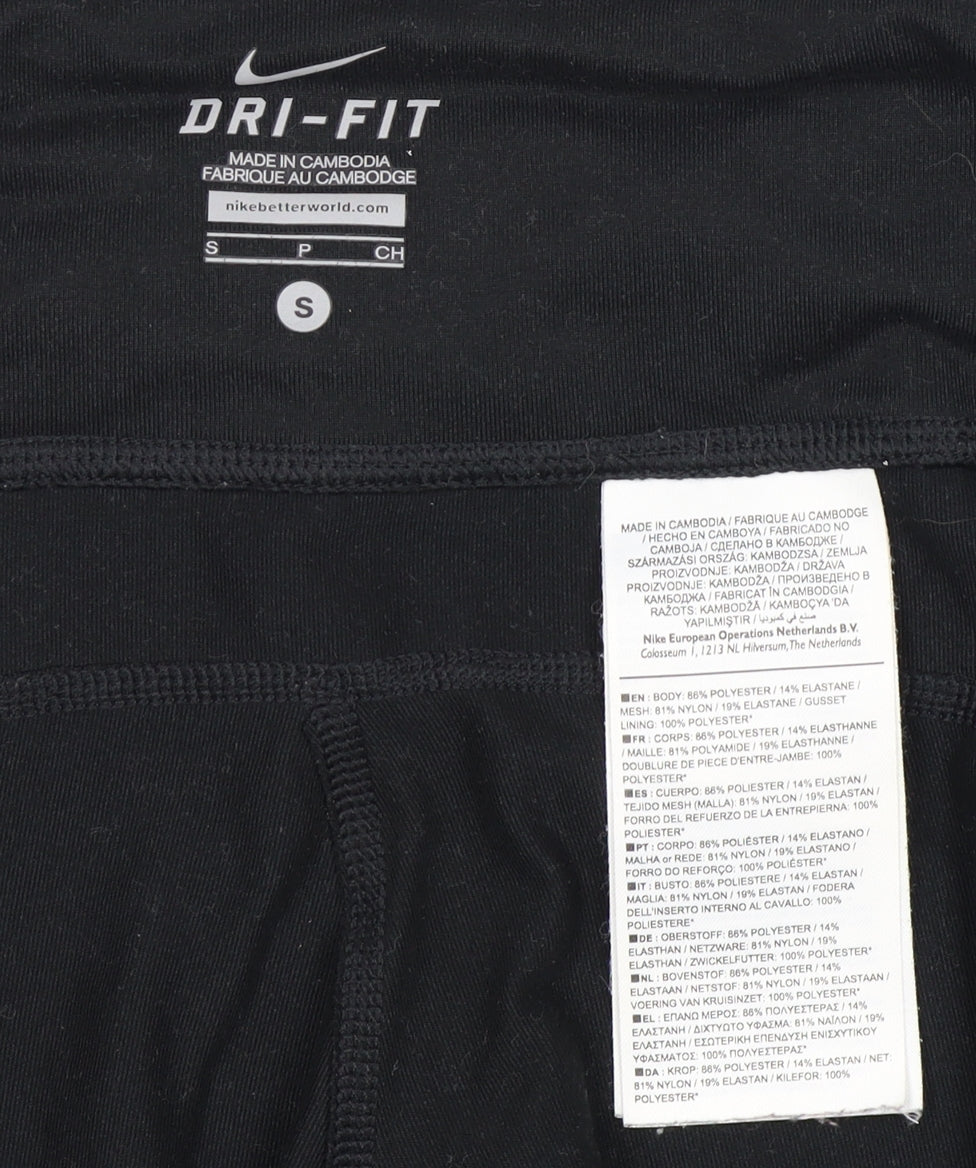 DRI-FIT
MADE IN CAMBODIA
FABRIQUE AU CAMBODGE
nikebetterworld.com
S P CH
S
MADE IN CAMBODIA / FABRIQUE AU CAMBODGE
/ HECHO EN CAMBOYA / FABRICADO NO
CAMBOJA / СДЕЛАНО В КАМБОДЖЕ /
SZÁRMAZÁSI ORSZÁG: KAMBODZSA / ZEMLJA
PROIZVODNJE: KAMBODŽA / DRŽAVA
PROIZVODNJE: KAMBODŽA / ПРОИЗВЕДЕНО В
КАМБОДЖА / FABRICAT ÎN CAMBODGIA /
RAŽOTS: KAMBODŽĀ / KAMBOÇYA 'DA
YAPILMIŞTIR / صنع في كمبوديا
Nike European Operations Netherlands B.V.
Colosseum 1, 1213 NL Hilversum, The Netherlands
EN : BODY: 86% POLYESTER / 14% ELASTANE /
MESH: 81% NYLON / 19% ELASTANE / GUSSET
LINING: 100% POLYESTER*
FR : CORPS: 86% POLYESTER / 14% ELASTHANNE
/ MAILLE: 81% POLYAMIDE / 19% ELASTHANNE /
DOUBLURE DE PIECE D'ENTRE-JAMBE: 100%
POLYESTER*
ES : CUERPO: 86% POLIESTER / 14% ELASTAN /
TEJIDO MESH (MALLA): 81% NYLON / 19% ELASTAN /
FORRO DEL REFUERZO DE LA ENTREPIERNA: 100%
POLIESTER*
PT : CORPO: 86% POLIÉSTER / 14% ELASTANO /
MALHA or REDE: 81% NYLON / 19% ELASTANO /
FORRO DO REFORÇO: 100% POLIÉSTER*
IT : BUSTO: 86% POLIESTERE / 14% ELASTAN /
MAGLIA: 81% NYLON / 19% ELASTAN / FODERA
DELL'INSERTO INTERNO AL CAVALLO: 100%
POLIESTERE*
DE : OBERSTOFF: 86% POLYESTER / 14%
ELASTHAN / NETZWARE: 81% NYLON / 19%
ELASTHAN / ZWICKELFUTTER: 100% POLYESTER*
NL : BOVENSTOF: 86% POLYESTER / 14%
ELASTAAN / NETSTOF: 81% NYLON / 19% ELASTAAN /
VOERING VAN KRUISINZET: 100% POLYESTER*
EL : ΕΠΑΝΩ ΜΕΡΟΣ: 86% ΠΟΛΥΕΣΤΕΡΑΣ / 14%
ΕΛΑΣΤΑΝΗ / ΔΙΧΤΥΩΤΟ ΥΦΑΣΜΑ: 81% ΝΑΪΛΟΝ / 19%
ΕΛΑΣΤΑΝΗ / ΕΣΩΤΕΡΙΚΗ ΕΠΕΝΔΥΣΗ ΕΝΙΣΧΥΤΙΚΟΥ
ΥΦΑΣΜΑΤΟΣ: 100% ΠΟΛΥΕΣΤΕΡΑΣ*
DA : KROP: 86% POLYESTER / 14% ELASTAN / NET:
81% NYLON / 19% ELASTAN / KILEFOR: 100%
POLYESTER*